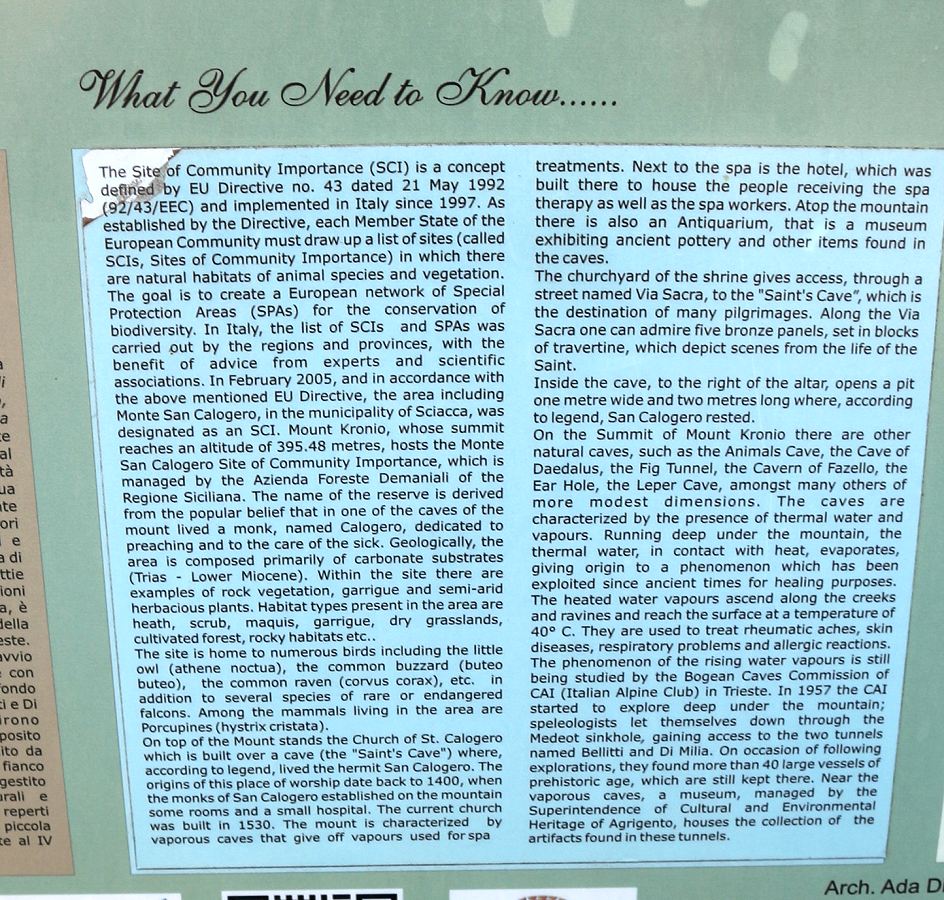 What You Need to Know......
The Site of Community Importance (SCI) is a concept
defined by EU Directive no. 43 dated 21 May 1992
(92/43/EEC) and implemented in Italy since 1997. As
established by the Directive, each Member State of the
European Community must draw up a list of sites (called
SCIs, Sites of Community Importance) in which there
are natural habitats of animal species and vegetation.
The goal is to create a European network of Special
Protection Areas (SPAs) for the conservation of
biodiversity. In Italy, the list of SCIs and SPAs was
carried out by the regions and provinces, with the
benefit of advice from experts and scientific
associations. In February 2005, and in accordance with
the above mentioned EU Directive, the area including
Monte San Calogero, in the municipality of Sciacca, was
designated as an SCI. Mount Kronio, whose summit
reaches an altitude of 395.48 metres, hosts the Monte
San Calogero Site of Community Importance, which is
managed by the Azienda Foreste Demaniali of the
Regione Siciliana. The name of the reserve is derived
from the popular belief that in one of the caves of the
mount lived a monk, named Calogero, dedicated to
preaching and to the care of the sick. Geologically, the
area is composed primarily of carbonate substrates
(Trias - Lower Miocene). Within the site there are
examples of rock vegetation, garrigue and semi-arid
herbacious plants. Habitat types present in the area are
heath, scrub, maquis, garrigue, dry grasslands,
cultivated forest, rocky habitats etc..
The site is home to numerous birds including the little
owl (athene noctua), the common buzzard (buteo
buteo), the common raven (corvus corax), etc. in
addition to several species of rare or endangered
falcons. Among the mammals living in the area are
Porcupines (hystrix cristata).
On top of the Mount stands the Church of St. Calogero
which is built over a cave (the "Saint's Cave") where,
according to legend, lived the hermit San Calogero. The
origins of this place of worship date back to 1400, when
the monks of San Calogero established on the mountain
some rooms and a small hospital. The current church
was built in 1530. The mount is characterized by
vaporous caves that give off vapours used for spa
treatments. Next to the spa is the hotel, which was
built there to house the people receiving the spa
therapy as well as the spa workers. Atop the mountain
there is also an Antiquarium, that is a museum
exhibiting ancient pottery and other items found in
the caves.
The churchyard of the shrine gives access, through a
street named Via Sacra, to the "Saint's Cave", which is
the destination of many pilgrimages. Along the Via
Sacra one can admire five bronze panels, set in blocks
of travertine, which depict scenes from the life of the
Saint.
Inside the cave, to the right of the altar, opens a pit
one metre wide and two metres long where, according
to legend, San Calogero rested.
On the Summit of Mount Kronio there are other
natural caves, such as the Animals Cave, the Cave of
Daedalus, the Fig Tunnel, the Cavern of Fazello, the
Ear Hole, the Leper Cave, amongst many others of
more modest dimensions. The caves are
characterized by the presence of thermal water and
vapours. Running deep under the mountain, the
thermal water, in contact with heat, evaporates,
giving origin to a phenomenon which has been
exploited since ancient times for healing purposes.
The heated water vapours ascend along the creeks
and ravines and reach the surface at a temperature of
40° C. They are used to treat rheumatic aches, skin
diseases, respiratory problems and allergic reactions.
The phenomenon of the rising water vapours is still
being studied by the Bogean Caves Commission of
CAI (Italian Alpine Club) in Trieste. In 1957 the CAI
started to explore deep under the mountain;
speleologists let themselves down through the
Medeot sinkhole, gaining access to the two tunnels
named Bellitti and Di Milia. On occasion of following
explorations, they found more than 40 large vessels of
prehistoric age, which are still kept there. Near the
vaporous caves, a museum, managed by the
Superintendence of Cultural and Environmental
Heritage of Agrigento, houses the collection of the
artifacts found in these tunnels.
Arch. Ada